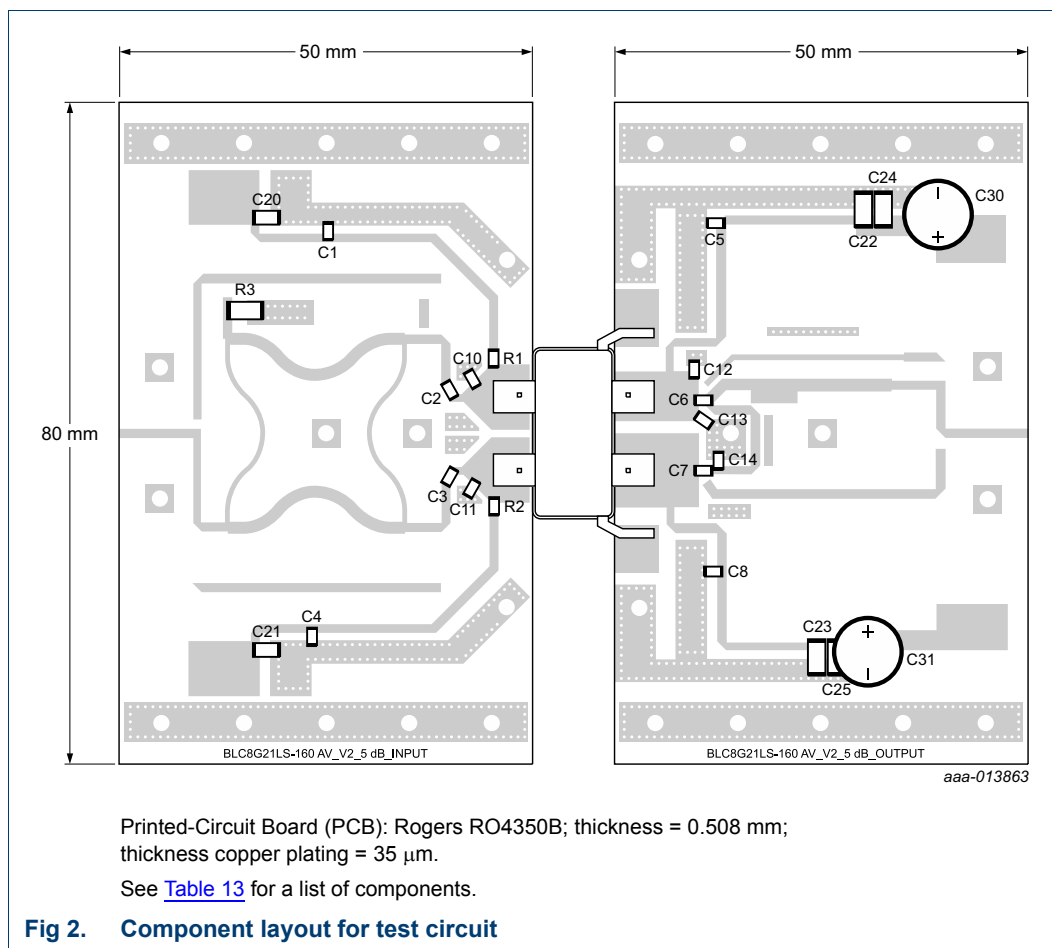 50 mm
50 mm
80 mm
C20
C1
R3
C10
R1
C2
C3
C11
R2
C4
C21
BLC8G21LS-160 AV_V2_5 dB_INPUT
C24
C30
C5
C22
C12
C6
C13
C14
C7
C8
C23
C31
C25
BLC8G21LS-160 AV_V2_5 dB_OUTPUT
aaa-013863
Printed-Circuit Board (PCB): Rogers RO4350B; thickness = 0.508 mm;
thickness copper plating = 35 μm.
See Table 13 for a list of components.
Fig 2. Component layout for test circuit